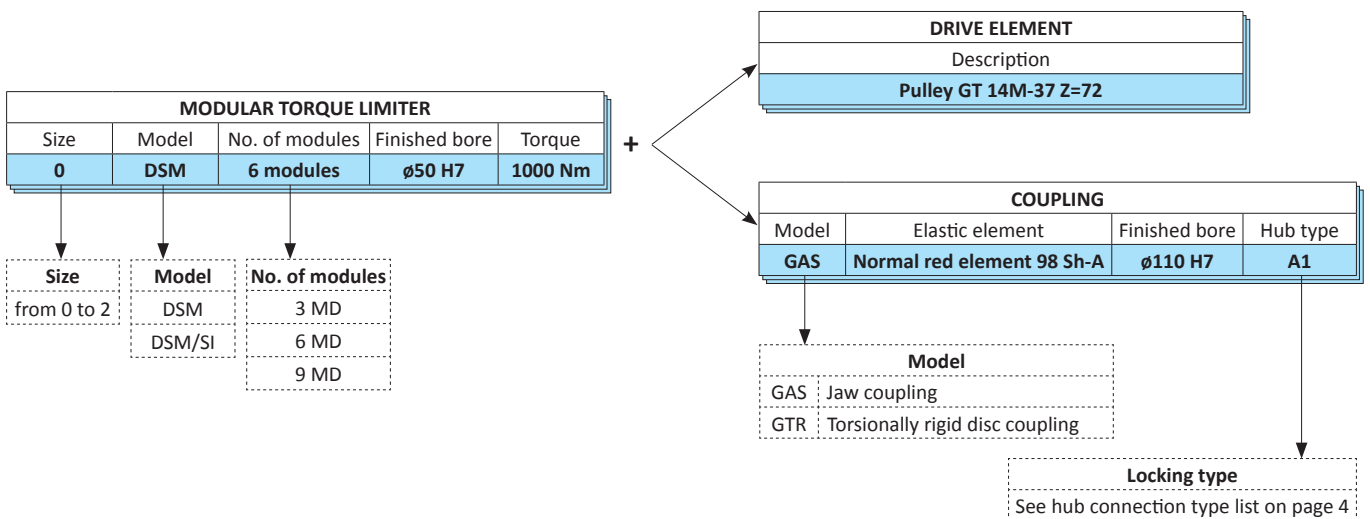 DRIVE ELEMENT
Description
Pulley GT 14M-37 Z=72
MODULAR TORQUE LIMITER
Size Model No. of modules Finished bore Torque
0 DSM 6 modules ø50 H7 1000 Nm
+
COUPLING
Model Elastic element Finished bore Hub type
GAS Normal red element 98 Sh-A ø110 H7 A1
Size
from 0 to 2
Model
DSM
DSM/SI
No. of modules
3 MD
6 MD
9 MD
Model
GAS Jaw coupling
GTR Torsionally rigid disc coupling
Locking type
See hub connection type list on page 4